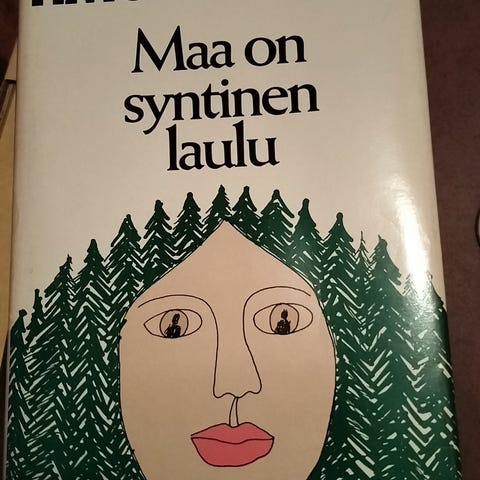 Maa on
syntinen
laulu